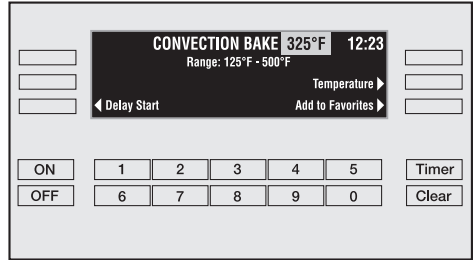 CONVECTION BAKE 325°F 12:23
Range: 125°F - 500°F
Temperature
Delay Start Add to Favorites
ON 1 2 3 4 5 Timer
OFF 6 7 8 9 0 Clear